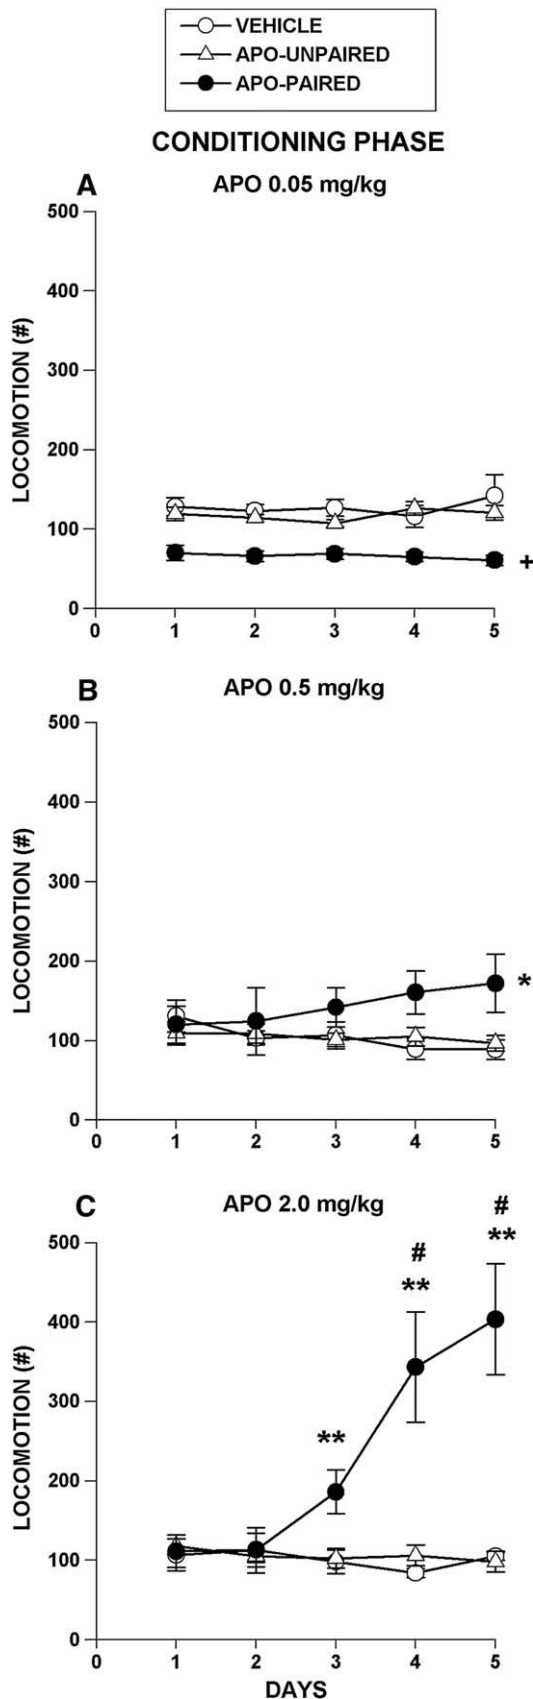 VEHICLE
APO-UNPAIRED
APO-PAIRED
CONDITIONING PHASE
A APO 0.05 mg/kg
500
400
300
200
100
0
LOCOMOTION (#)
+
0 1 2 3 4 5
B APO 0.5 mg/kg
500
400
300
200
100
0
LOCOMOTION (#)
*
0 1 2 3 4 5
C APO 2.0 mg/kg
500
400
300
200
100
0
LOCOMOTION (#)
# #
** ** **
0 1 2 3 4 5
DAYS